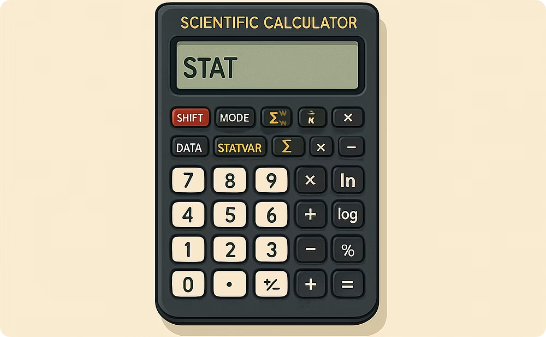 SCIENTIFIC CALCULATOR
STAT
SHIFT MODE Σ ×
DATA STATVAR Σ × −
7 8 9 × ln
4 5 6 + log
1 2 3 − %
0 . +/− + =